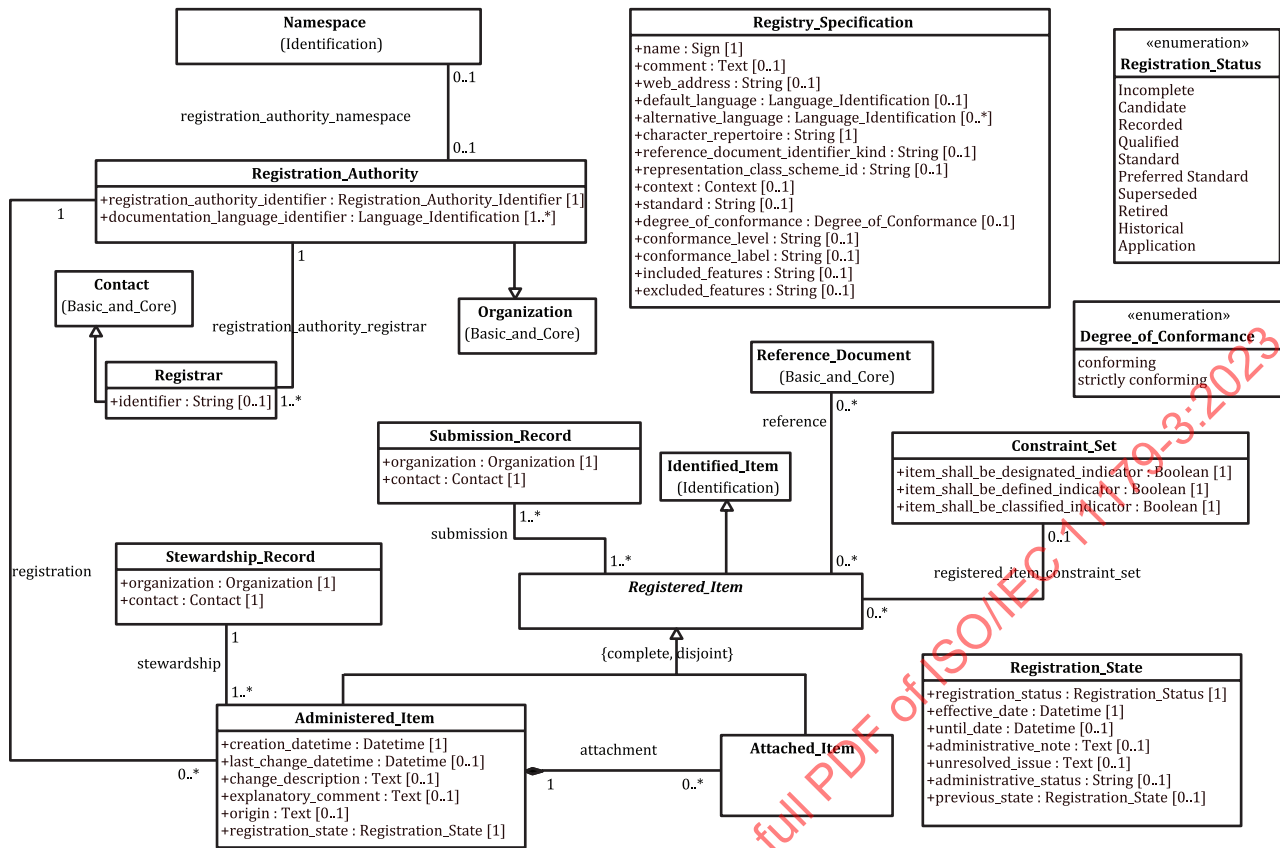 Namespace
(Identification)
0..1
registration_authority_namespace
0..1
Registration_Authority
+registration_authority_identifier : Registration_Authority_Identifier [1]
+documentation_language_identifier : Language_Identification [1..*]
1
1
Contact
(Basic_and_Core)
Organization
(Basic_and_Core)
registration_authority_registrar
Registrar
+identifier : String [0..1]
1..*
Registry_Specification
+name : Sign [1]
+comment : Text [0..1]
+web_address : String [0..1]
+default_language : Language_Identification [0..1]
+alternative_language : Language_Identification [0..*]
+character_repertoire : String [1]
+reference_document_identifier_kind : String [0..1]
+representation_class_scheme_id : String [0..1]
+context : Context [0..1]
+standard : String [0..1]
+degree_of_conformance : Degree_of_Conformance [0..1]
+conformance_level : String [0..1]
+conformance_label : String [0..1]
+included_features : String [0..1]
+excluded_features : String [0..1]
«enumeration»
Registration_Status
Incomplete
Candidate
Recorded
Qualified
Standard
Preferred Standard
Superseded
Retired
Historical
Application
«enumeration»
Degree_of_Conformance
conforming
strictly conforming
Reference_Document
(Basic_and_Core)
0..*
reference
0..*
Submission_Record
+organization : Organization [1]
+contact : Contact [1]
1..*
submission
1..*
Identified_Item
(Identification)
Constraint_Set
+item_shall_be_designated_indicator : Boolean [1]
+item_shall_be_defined_indicator : Boolean [1]
+item_shall_be_classified_indicator : Boolean [1]
0..1
registered_item_constraint_set
0..*
Stewardship_Record
+organization : Organization [1]
+contact : Contact [1]
1
stewardship
1..*
registration
0..*
Registered_Item
{complete, disjoint}
Administered_Item
+creation_datetime : Datetime [1]
+last_change_datetime : Datetime [0..1]
+change_description : Text [0..1]
+explanatory_comment : Text [0..1]
+origin : Text [0..1]
+registration_state : Registration_State [1]
attachment
1
0..*
Attached_Item
Registration_State
+registration_status : Registration_Status [1]
+effective_date : Datetime [1]
+until_date : Datetime [0..1]
+administrative_note : Text [0..1]
+unresolved_issue : Text [0..1]
+administrative_status : String [0..1]
+previous_state : Registration_State [0..1]
full PDF of ISO/IEC 11179-3:2023